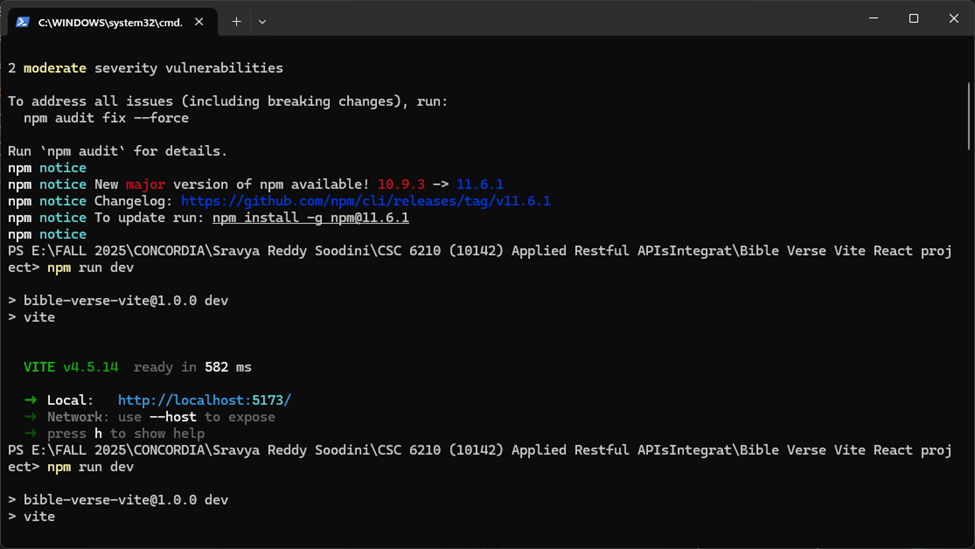 C:\WINDOWS\system32\cmd.
2 moderate severity vulnerabilities
To address all issues (including breaking changes), run:
npm audit fix --force
Run `npm audit` for details.
npm notice
npm notice New major version of npm available! 10.9.3 -> 11.6.1
npm notice Changelog: https://github.com/npm/cli/releases/tag/v11.6.1
npm notice To update run: npm install -g npm@11.6.1
npm notice
PS E:\FALL 2025\CONCORDIA\Sravya Reddy Soodini\CSC 6210 (10142) Applied Restful APIsIntegrat\Bible Verse Vite React proj
ect> npm run dev
> bible-verse-vite@1.0.0 dev
> vite
VITE v4.5.14 ready in 582 ms
➜ Local: http://localhost:5173/
➜ Network: use --host to expose
➜ press h to show help
PS E:\FALL 2025\CONCORDIA\Sravya Reddy Soodini\CSC 6210 (10142) Applied Restful APIsIntegrat\Bible Verse Vite React proj
ect> npm run dev
> bible-verse-vite@1.0.0 dev
> vite